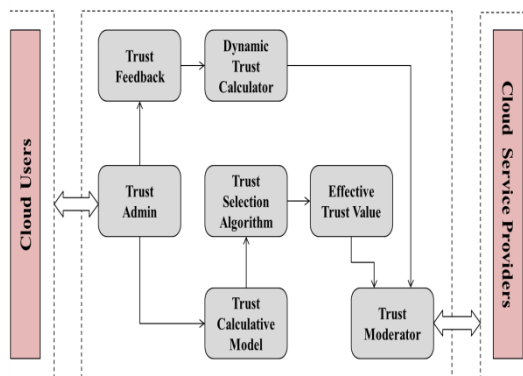 Cloud Users
Trust
Feedback
Dynamic
Trust
Calculator
Trust
Admin
Trust
Selection
Algorithm
Effective
Trust Value
Trust
Calculative
Model
Trust
Moderator
Cloud Service Providers